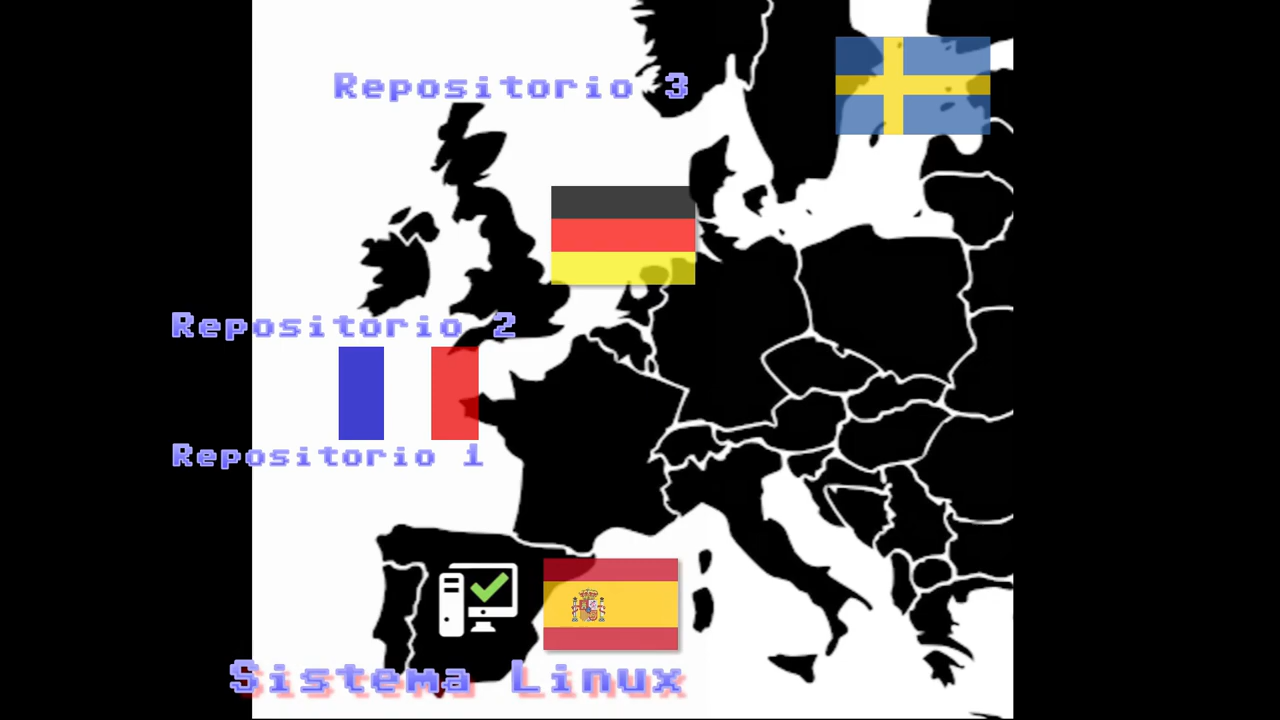 Repositorio 3
Repositorio 2
Repositorio 1
Sistema Linux